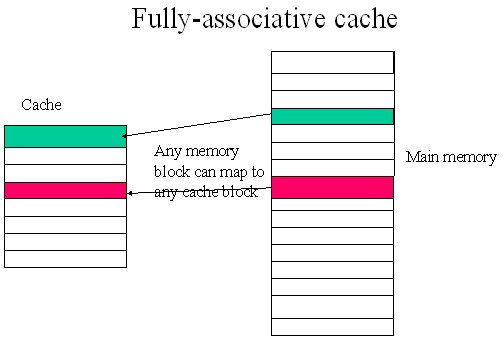 Fully-associative cache
Cache
Any memory
block can map to
any cache block
Main memory